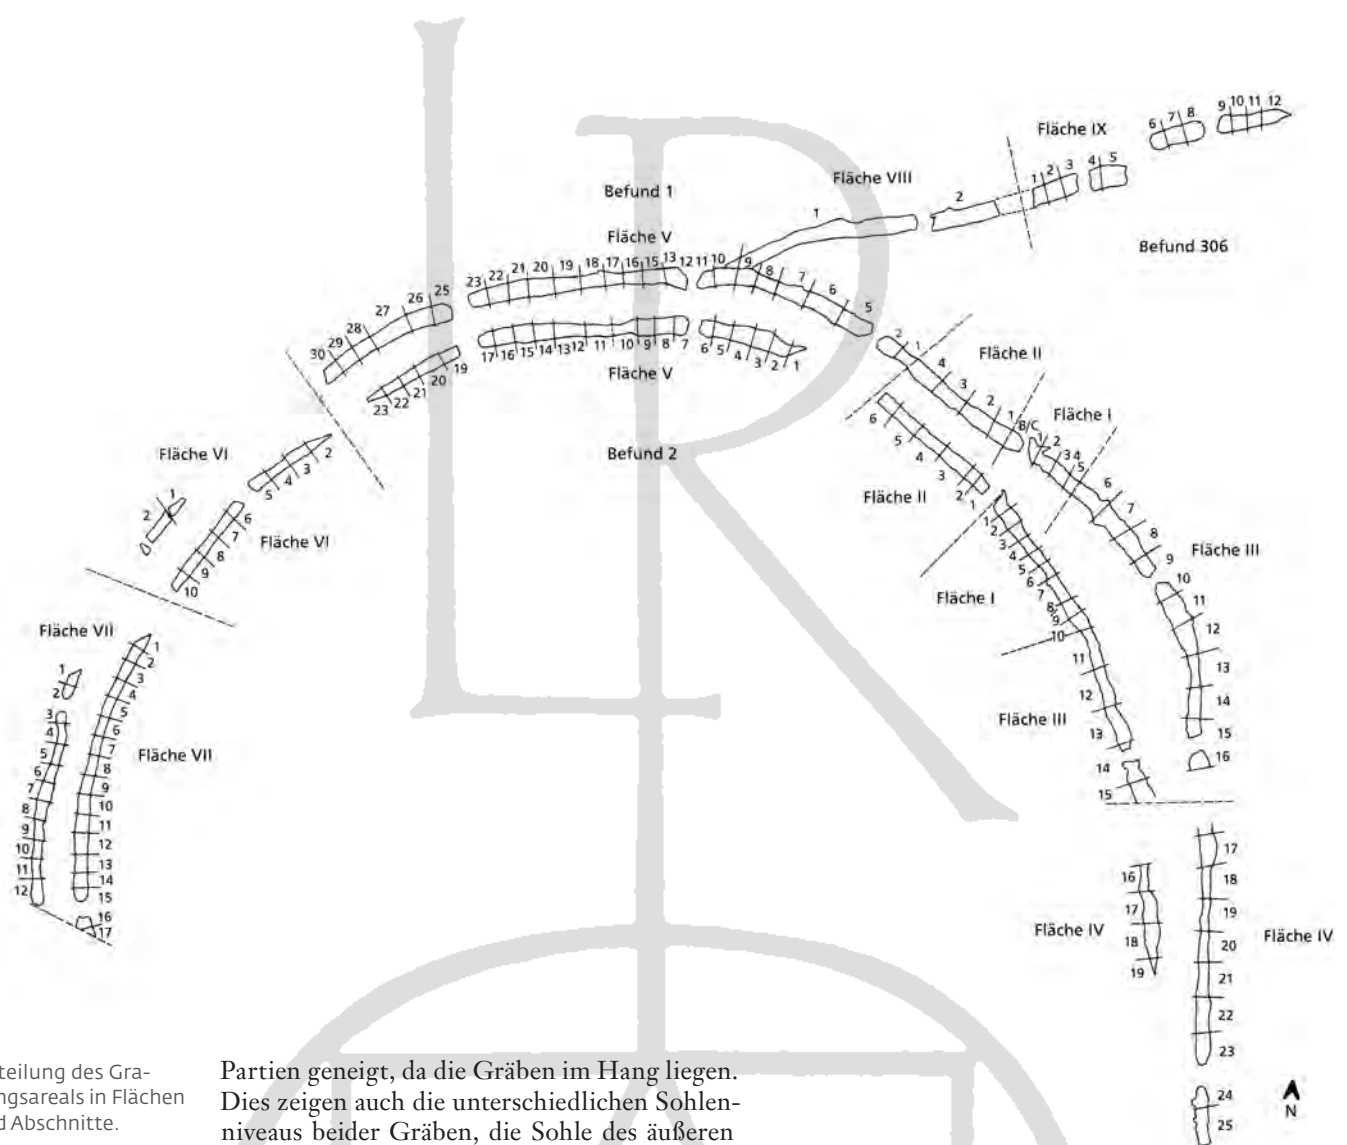 Befund 1
Fläche V
Fläche VIII
Fläche IX
Befund 306
6 7 8
9 10 11 12
1 2 3
4 5
1
2
30 29 28 27 26 25
23 22 21 20 19 18 17 16 15 13 12
11 10 9 8 7 6 5
17 16 15 14 13 12 11 10 9 8 7
6 5 4 3 2 1
23 22 21 20 19
Fläche V
Befund 2
2 1
4 3 2 1
Fläche II
B/C
Fläche I
1 2 3 4 5
6 7 8 9
Fläche III
10 11 12 13 14 15
16
6 5 4 3 2 1
Fläche II
1 2 3 4 5 6 7 8 9 10
Fläche I
11 12 13
Fläche III
14
15
Fläche VI
5 4 3 2
1
2
Fläche VI
6 7 8 9 10
Fläche VII
1
2
3 4 5 6 7 8 9 10 11 12
1 2 3 4 5 6 7 8 9 10 11 12 13 14 15
16
17
Fläche VII
16 17 18 19
Fläche IV
17 18 19 20 21 22 23
24
25
Fläche IV
N
teilung des Gra-
ngsareals in Flächen
d Abschnitte.
Partien geneigt, da die Gräben im Hang liegen.
Dies zeigen auch die unterschiedlichen Sohlen-
niveaus beider Gräben, die Sohle des äußeren